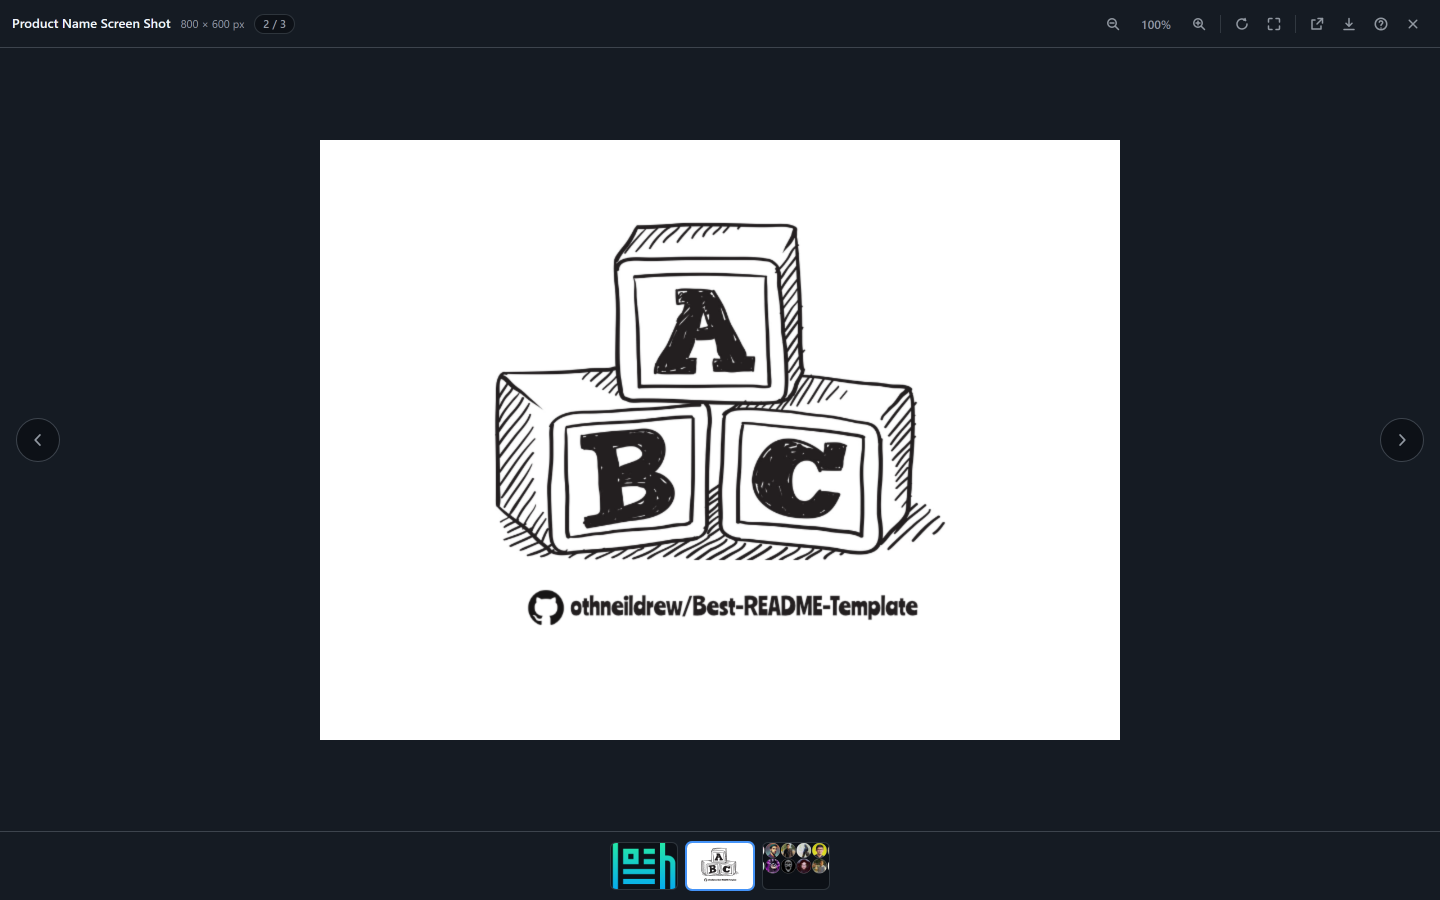 Product Name Screen Shot 800 × 600 px 2 / 3 100%
A
B C
othneildrew/Best-README-Template
A
B C